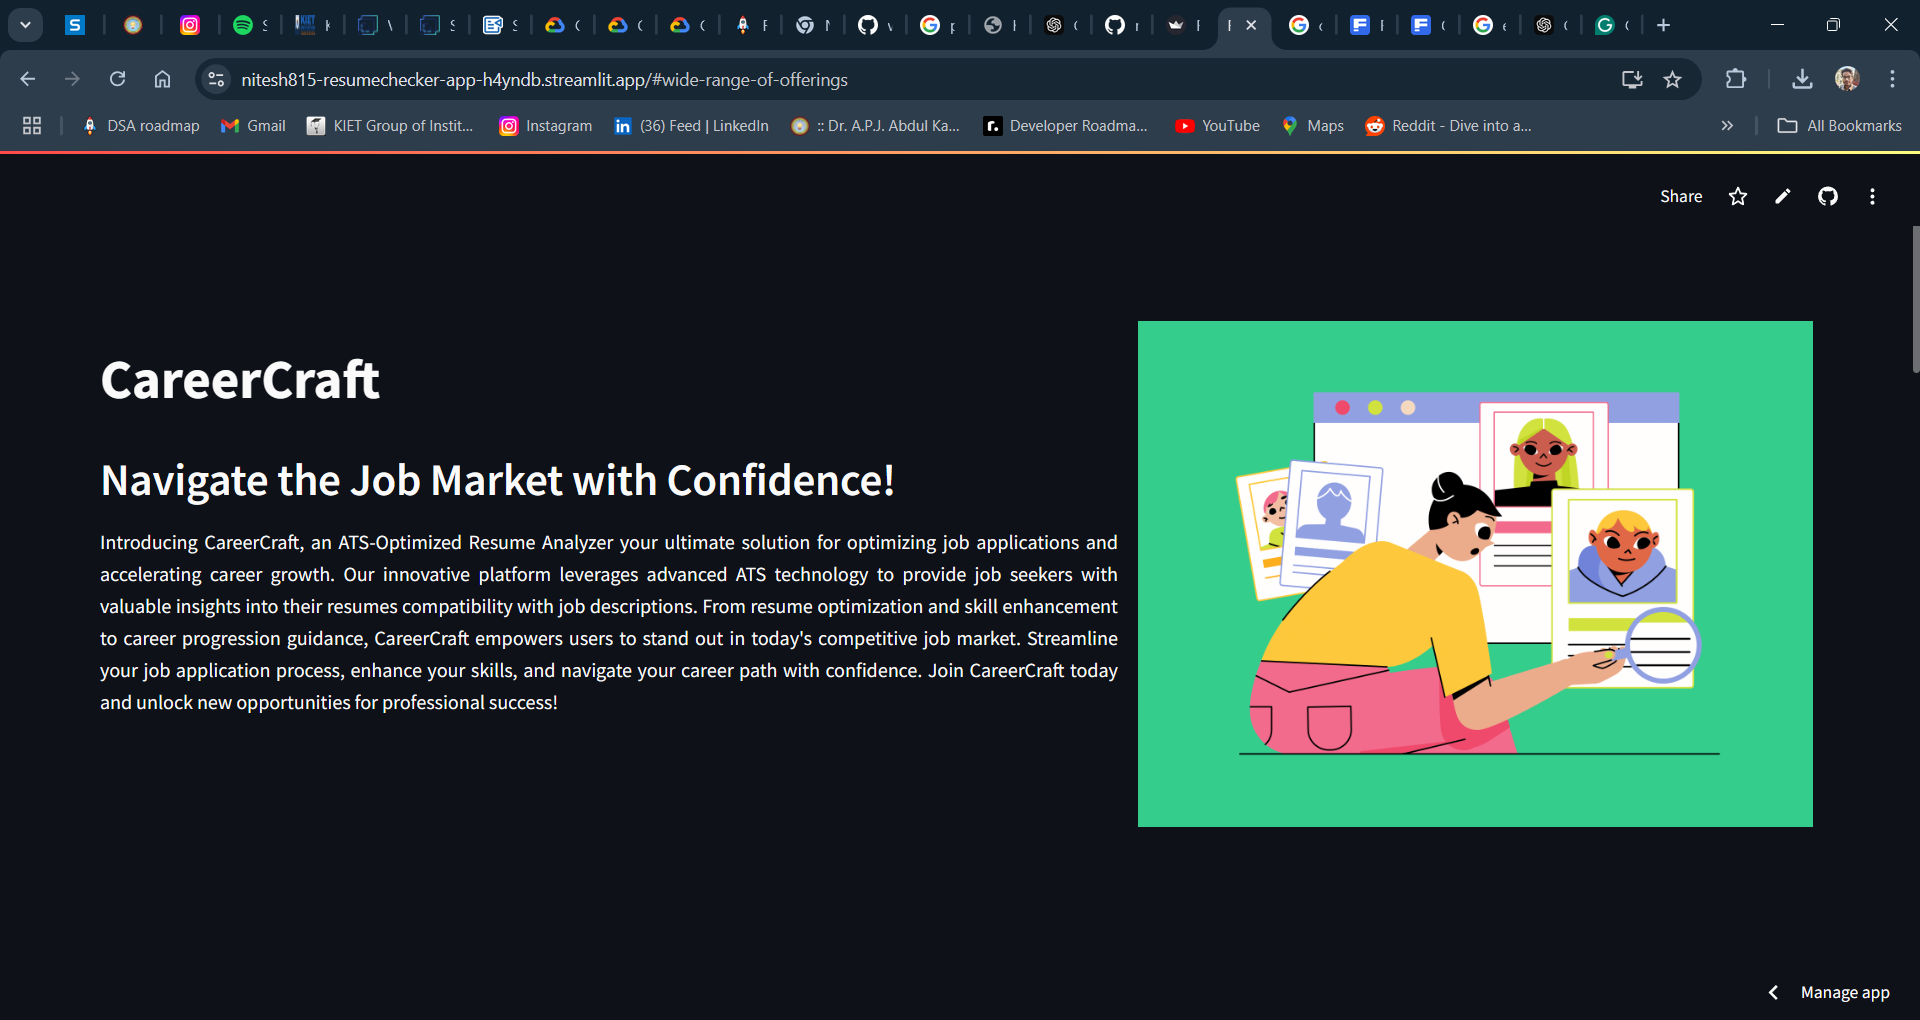 nitesh815-resumechecker-app-h4yndb.streamlit.app/#wide-range-of-offerings
DSA roadmap
Gmail
KIET Group of Instit...
Instagram
(36) Feed | LinkedIn
:: Dr. A.P.J. Abdul Ka...
Developer Roadma...
YouTube
Maps
Reddit - Dive into a...
All Bookmarks
Share
CareerCraft
Navigate the Job Market with Confidence!
Introducing CareerCraft, an ATS-Optimized Resume Analyzer your ultimate solution for optimizing job applications and
accelerating career growth. Our innovative platform leverages advanced ATS technology to provide job seekers with
valuable insights into their resumes compatibility with job descriptions. From resume optimization and skill enhancement
to career progression guidance, CareerCraft empowers users to stand out in today's competitive job market. Streamline
your job application process, enhance your skills, and navigate your career path with confidence. Join CareerCraft today
and unlock new opportunities for professional success!
Manage app